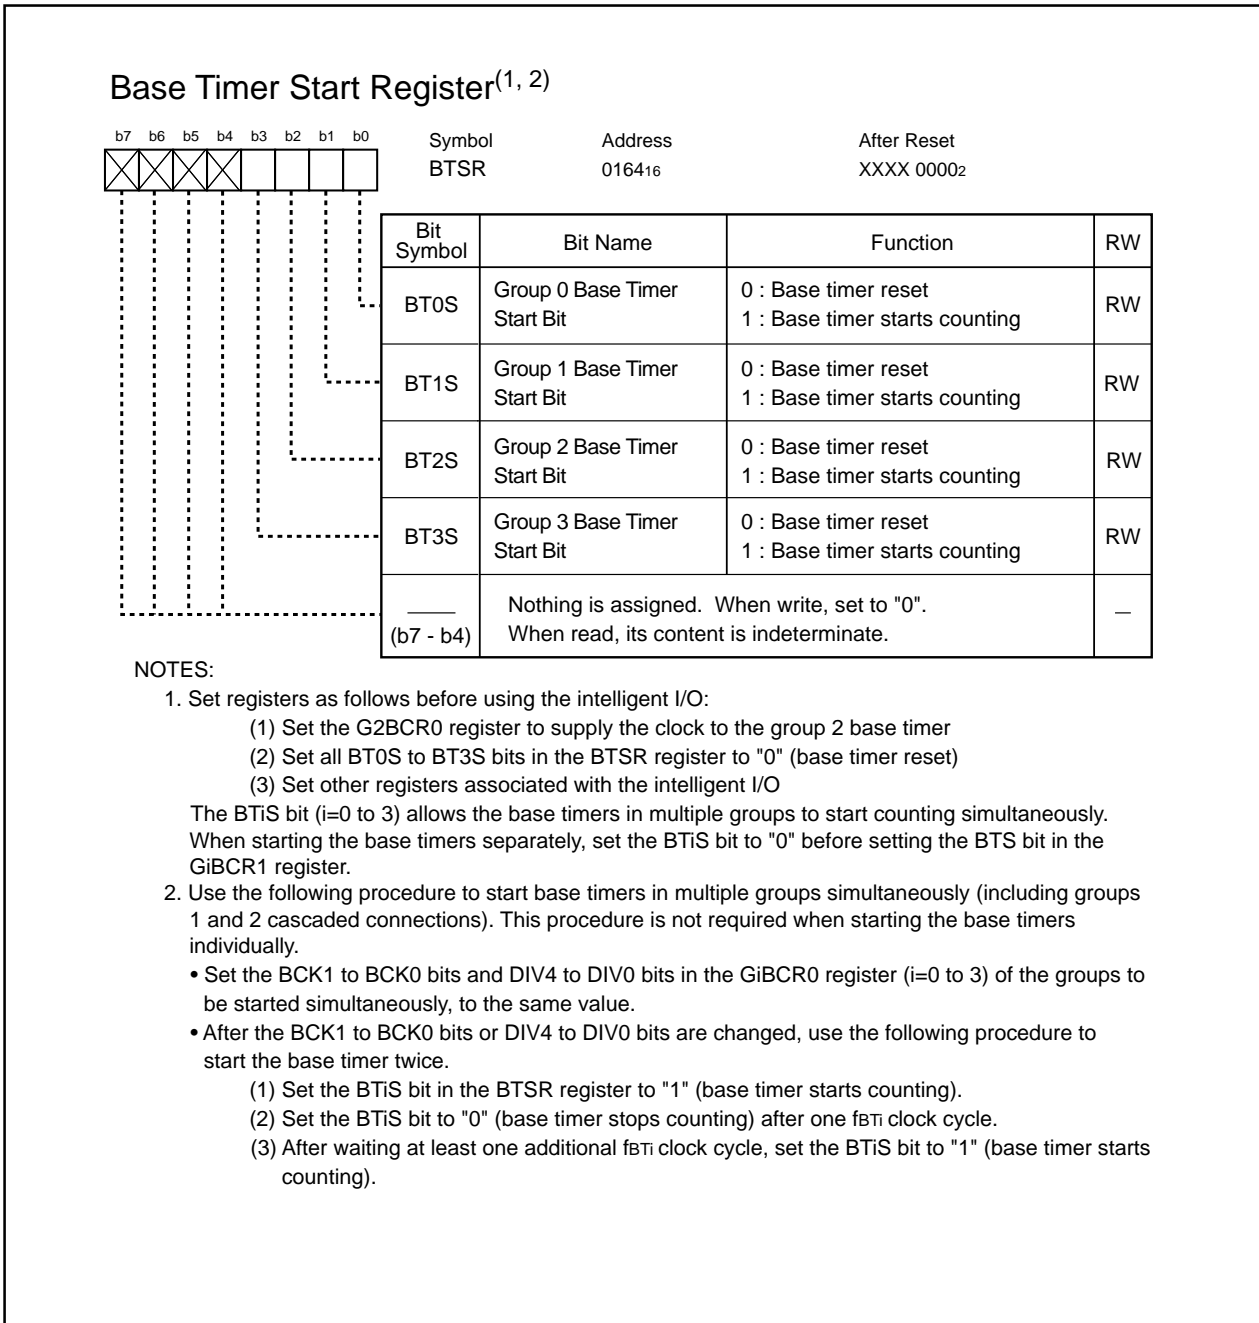 Base Timer Start Register(1, 2)
b7 b6 b5 b4 b3 b2 b1 b0
Symbol Address After Reset
BTSR 016416 XXXX 00002
Bit Symbol Bit Name Function RW
BT0S Group 0 Base Timer Start Bit 0 : Base timer reset 1 : Base timer starts counting RW
BT1S Group 1 Base Timer Start Bit 0 : Base timer reset 1 : Base timer starts counting RW
BT2S Group 2 Base Timer Start Bit 0 : Base timer reset 1 : Base timer starts counting RW
BT3S Group 3 Base Timer Start Bit 0 : Base timer reset 1 : Base timer starts counting RW
Nothing is assigned. When write, set to "0". —
(b7 - b4) When read, its content is indeterminate.
NOTES:
1. Set registers as follows before using the intelligent I/O:
(1) Set the G2BCR0 register to supply the clock to the group 2 base timer
(2) Set all BT0S to BT3S bits in the BTSR register to "0" (base timer reset)
(3) Set other registers associated with the intelligent I/O
The BTiS bit (i=0 to 3) allows the base timers in multiple groups to start counting simultaneously.
When starting the base timers separately, set the BTiS bit to "0" before setting the BTS bit in the
GiBCR1 register.
2. Use the following procedure to start base timers in multiple groups simultaneously (including groups
1 and 2 cascaded connections). This procedure is not required when starting the base timers
individually.
• Set the BCK1 to BCK0 bits and DIV4 to DIV0 bits in the GiBCR0 register (i=0 to 3) of the groups to
be started simultaneously, to the same value.
• After the BCK1 to BCK0 bits or DIV4 to DIV0 bits are changed, use the following procedure to
start the base timer twice.
(1) Set the BTiS bit in the BTSR register to "1" (base timer starts counting).
(2) Set the BTiS bit to "0" (base timer stops counting) after one fBTi clock cycle.
(3) After waiting at least one additional fBTi clock cycle, set the BTiS bit to "1" (base timer starts
counting).